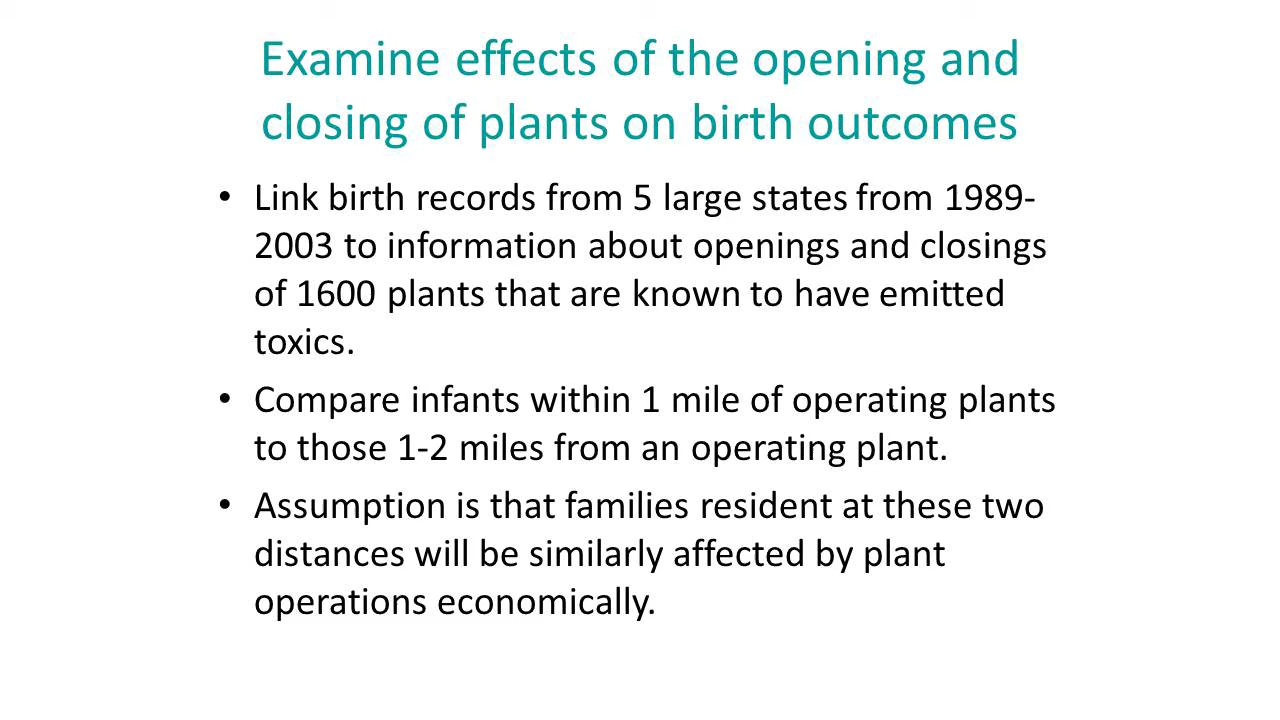 Examine effects of the opening and
closing of plants on birth outcomes
• Link birth records from 5 large states from 1989-
2003 to information about openings and closings
of 1600 plants that are known to have emitted
toxics.
• Compare infants within 1 mile of operating plants
to those 1-2 miles from an operating plant.
• Assumption is that families resident at these two
distances will be similarly affected by plant
operations economically.